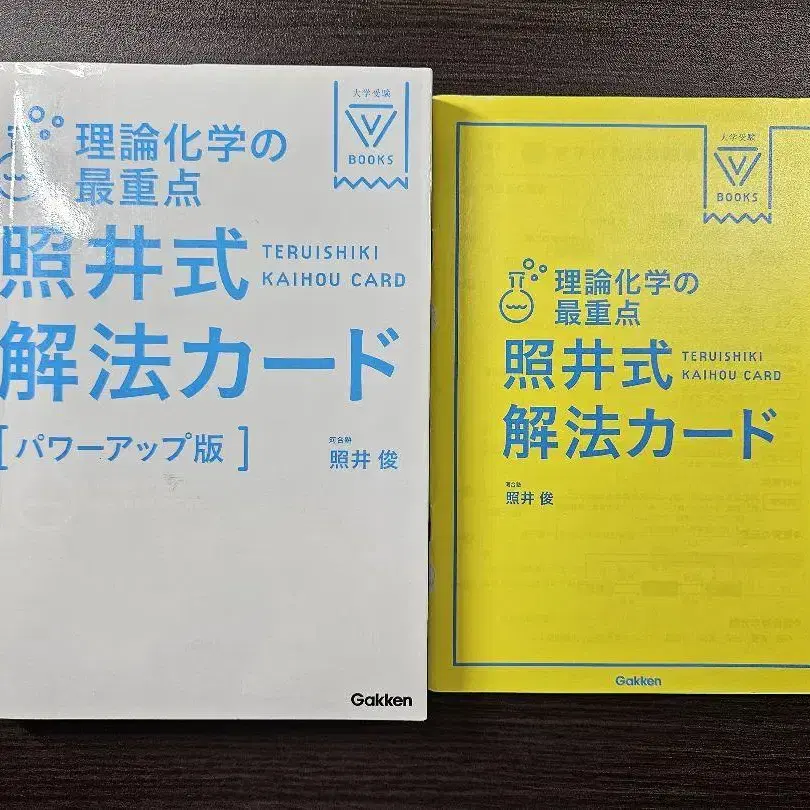 大学受験
V
BOOKS
理論化学の
最重点
照井式
TERUISHIKI
KAIHOU CARD
解法カード
[パワーアップ版]
河合塾
照井 俊
Gakken
大学受験
V
BOOKS
理論化学の
最重点
照井式
TERUISHIKI
KAIHOU CARD
解法カード
河合塾
照井 俊
Gakken